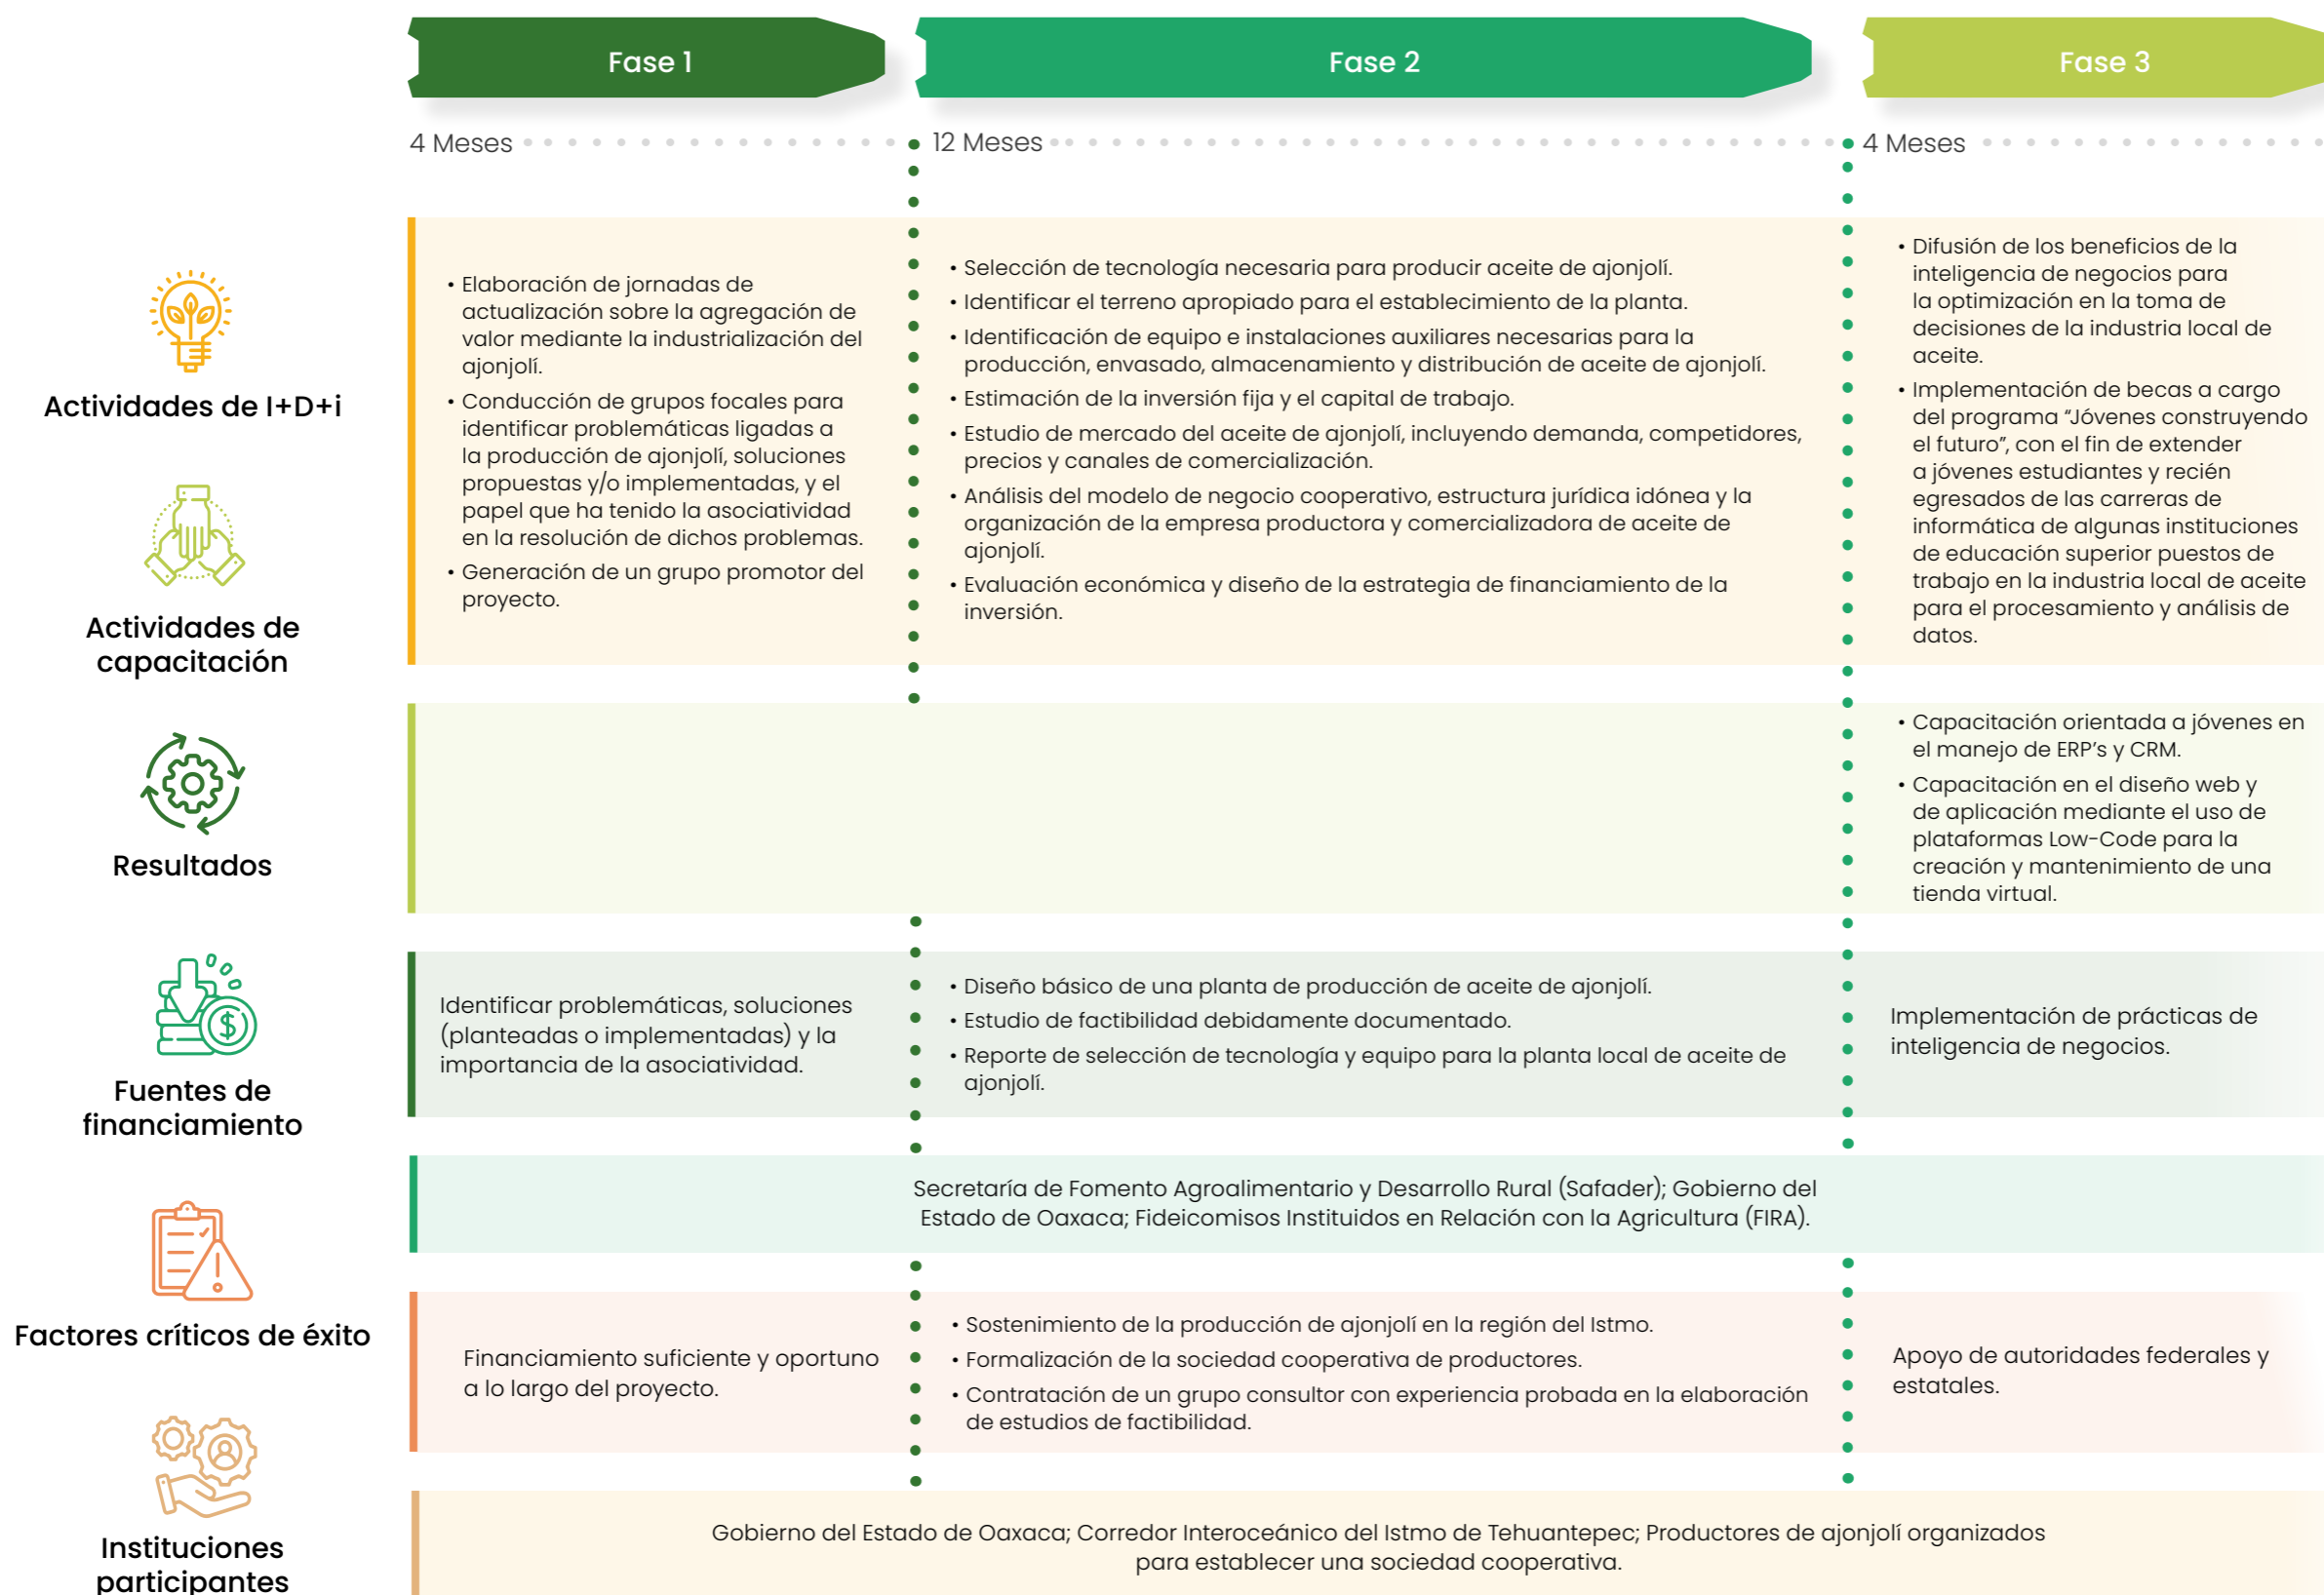 Fase 1
Fase 2
Fase 3
4 Meses
12 Meses
4 Meses
Actividades de I+D+i
• Elaboración de jornadas de
actualización sobre la agregación de
valor mediante la industrialización del
ajonjolí.
• Conducción de grupos focales para
identificar problemáticas ligadas a
la producción de ajonjolí, soluciones
propuestas y/o implementadas, y el
papel que ha tenido la asociatividad
en la resolución de dichos problemas.
• Generación de un grupo promotor del
proyecto.
• Selección de tecnología necesaria para producir aceite de ajonjolí.
• Identificar el terreno apropiado para el establecimiento de la planta.
• Identificación de equipo e instalaciones auxiliares necesarias para la
producción, envasado, almacenamiento y distribución de aceite de ajonjolí.
• Estimación de la inversión fija y el capital de trabajo.
• Estudio de mercado del aceite de ajonjolí, incluyendo demanda, competidores,
precios y canales de comercialización.
• Análisis del modelo de negocio cooperativo, estructura jurídica idónea y la
organización de la empresa productora y comercializadora de aceite de
ajonjolí.
• Evaluación económica y diseño de la estrategia de financiamiento de la
inversión.
• Difusión de los beneficios de la
inteligencia de negocios para
la optimización en la toma de
decisiones de la industria local de
aceite.
• Implementación de becas a cargo
del programa “Jóvenes construyendo
el futuro”, con el fin de extender
a jóvenes estudiantes y recién
egresados de las carreras de
informática de algunas instituciones
de educación superior puestos de
trabajo en la industria local de aceite
para el procesamiento y análisis de
datos.
Actividades de
capacitación
• Capacitación orientada a jóvenes en
el manejo de ERP's y CRM.
• Capacitación en el diseño web y
de aplicación mediante el uso de
plataformas Low-Code para la
creación y mantenimiento de una
tienda virtual.
Resultados
Identificar problemáticas, soluciones
(planteadas o implementadas) y la
importancia de la asociatividad.
• Diseño básico de una planta de producción de aceite de ajonjolí.
• Estudio de factibilidad debidamente documentado.
• Reporte de selección de tecnología y equipo para la planta local de aceite de
ajonjolí.
Implementación de prácticas de
inteligencia de negocios.
Fuentes de
financiamiento
Secretaría de Fomento Agroalimentario y Desarrollo Rural (Safader); Gobierno del
Estado de Oaxaca; Fideicomisos Instituidos en Relación con la Agricultura (FIRA).
Factores críticos de éxito
Financiamiento suficiente y oportuno
a lo largo del proyecto.
• Sostenimiento de la producción de ajonjolí en la región del Istmo.
• Formalización de la sociedad cooperativa de productores.
• Contratación de un grupo consultor con experiencia probada en la elaboración
de estudios de factibilidad.
Apoyo de autoridades federales y
estatales.
Instituciones
participantes
Gobierno del Estado de Oaxaca; Corredor Interoceánico del Istmo de Tehuantepec; Productores de ajonjolí organizados
para establecer una sociedad cooperativa.